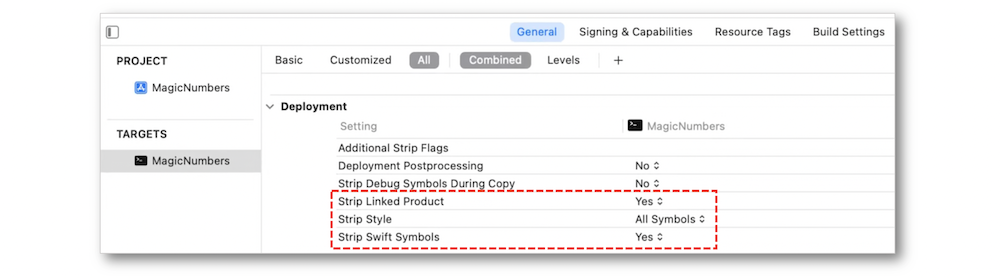 General Signing & Capabilities Resource Tags Build Settings
PROJECT Basic Customized All Combined Levels +
MagicNumbers
Deployment
TARGETS Setting MagicNumbers
Additional Strip Flags
MagicNumbers Deployment Postprocessing No
Strip Debug Symbols During Copy No
Strip Linked Product Yes
Strip Style All Symbols
Strip Swift Symbols Yes